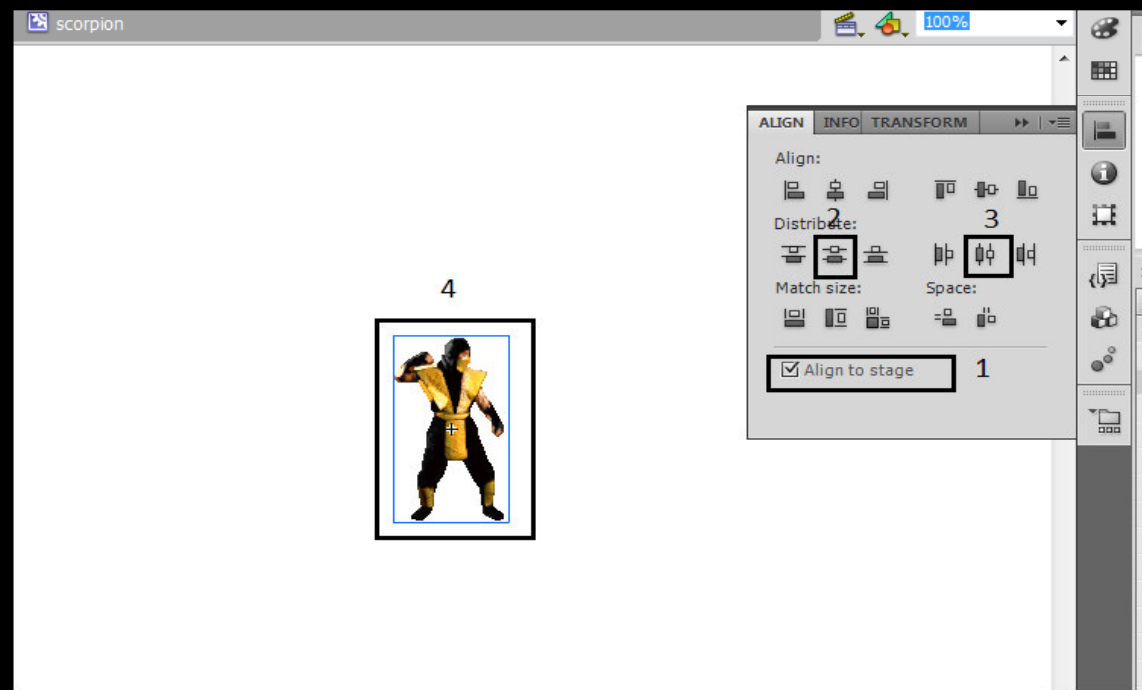 scorpion
100%
ALIGN INFO TRANSFORM
Align:
2
3
Distribute:
4
Match size:
Space:
Align to stage
1